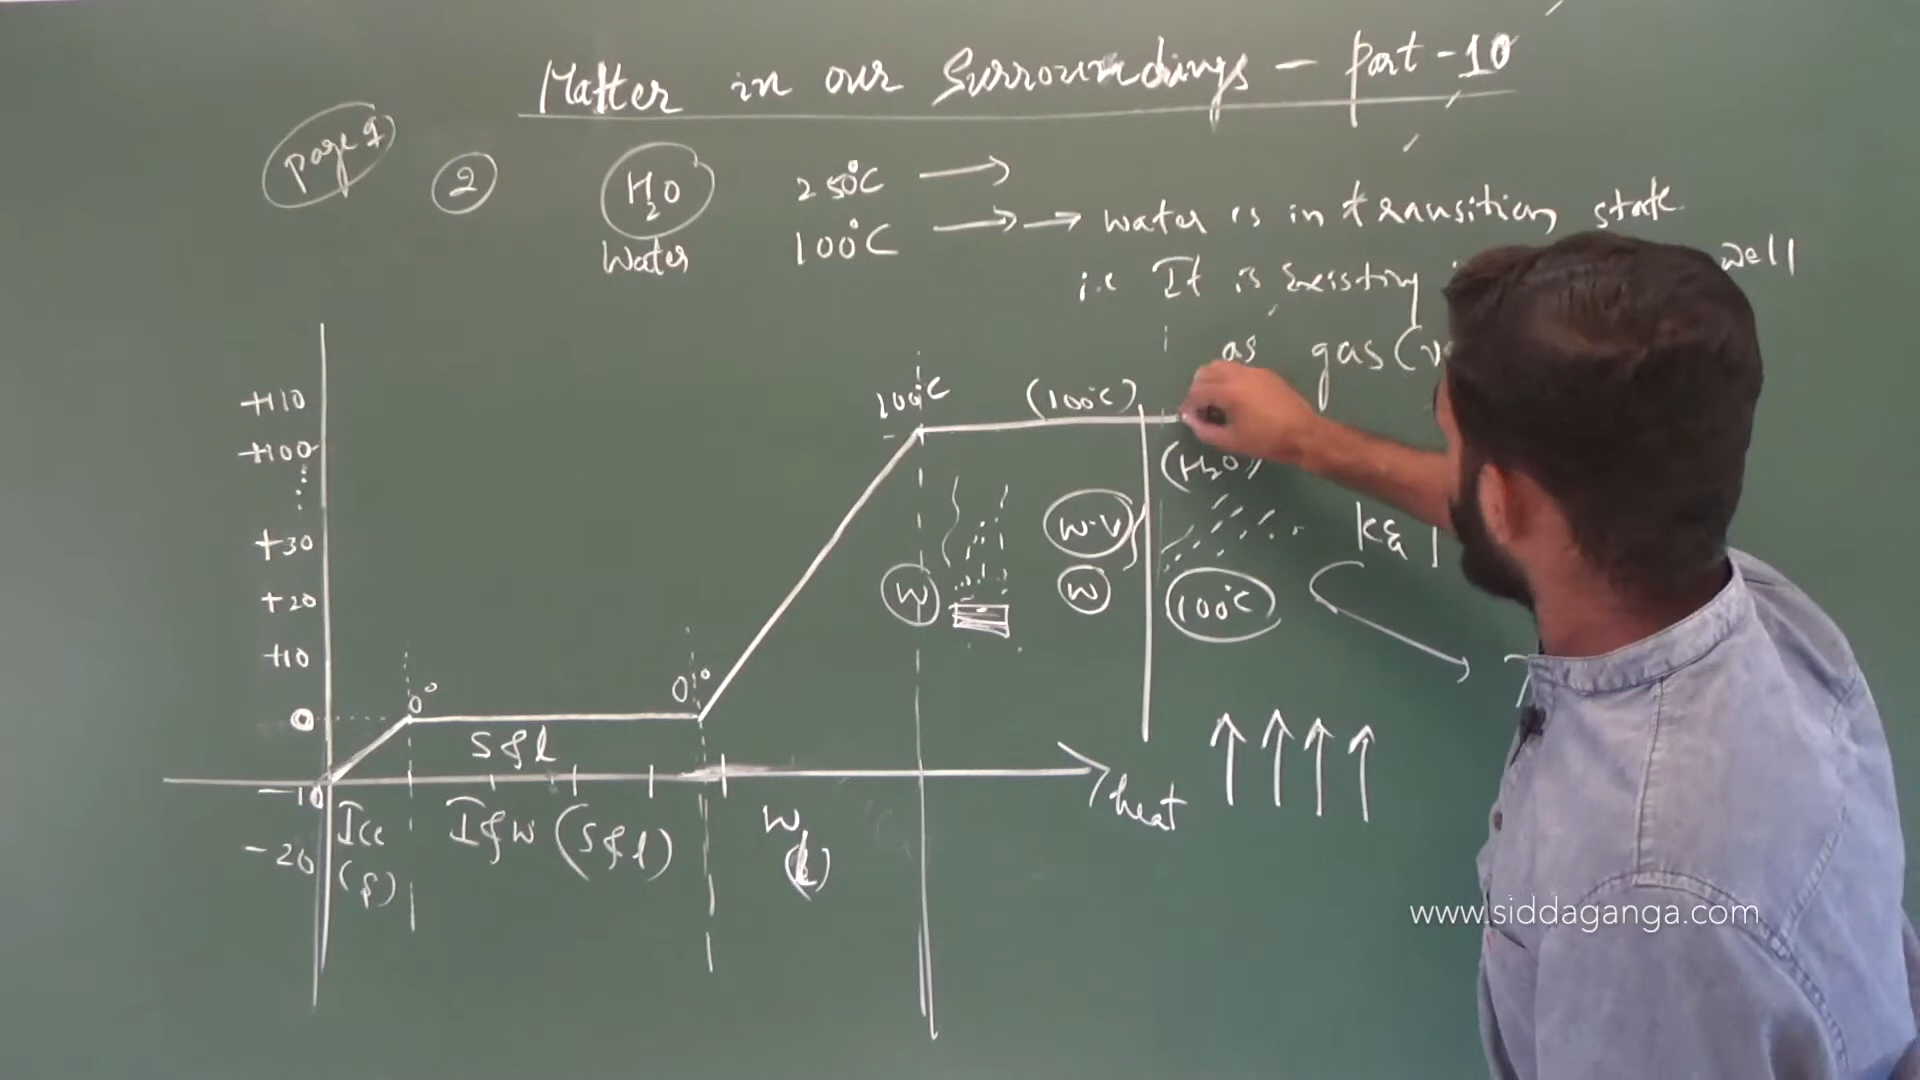 Matter in our Surroundings - Part - 10
Page 9
2
H2O
Water
250°C →
100°C → → water is in transition state
i.e It is Existing well
as gas (
+110
+100
+30
+20
+10
0
-10
-20
0°
0°
100°C
(100°C)
(H2O)
W
W.V
W
100°C
S & l
Ice
(s)
I & W (S & l)
W
(l)
heat
www.siddaganga.com